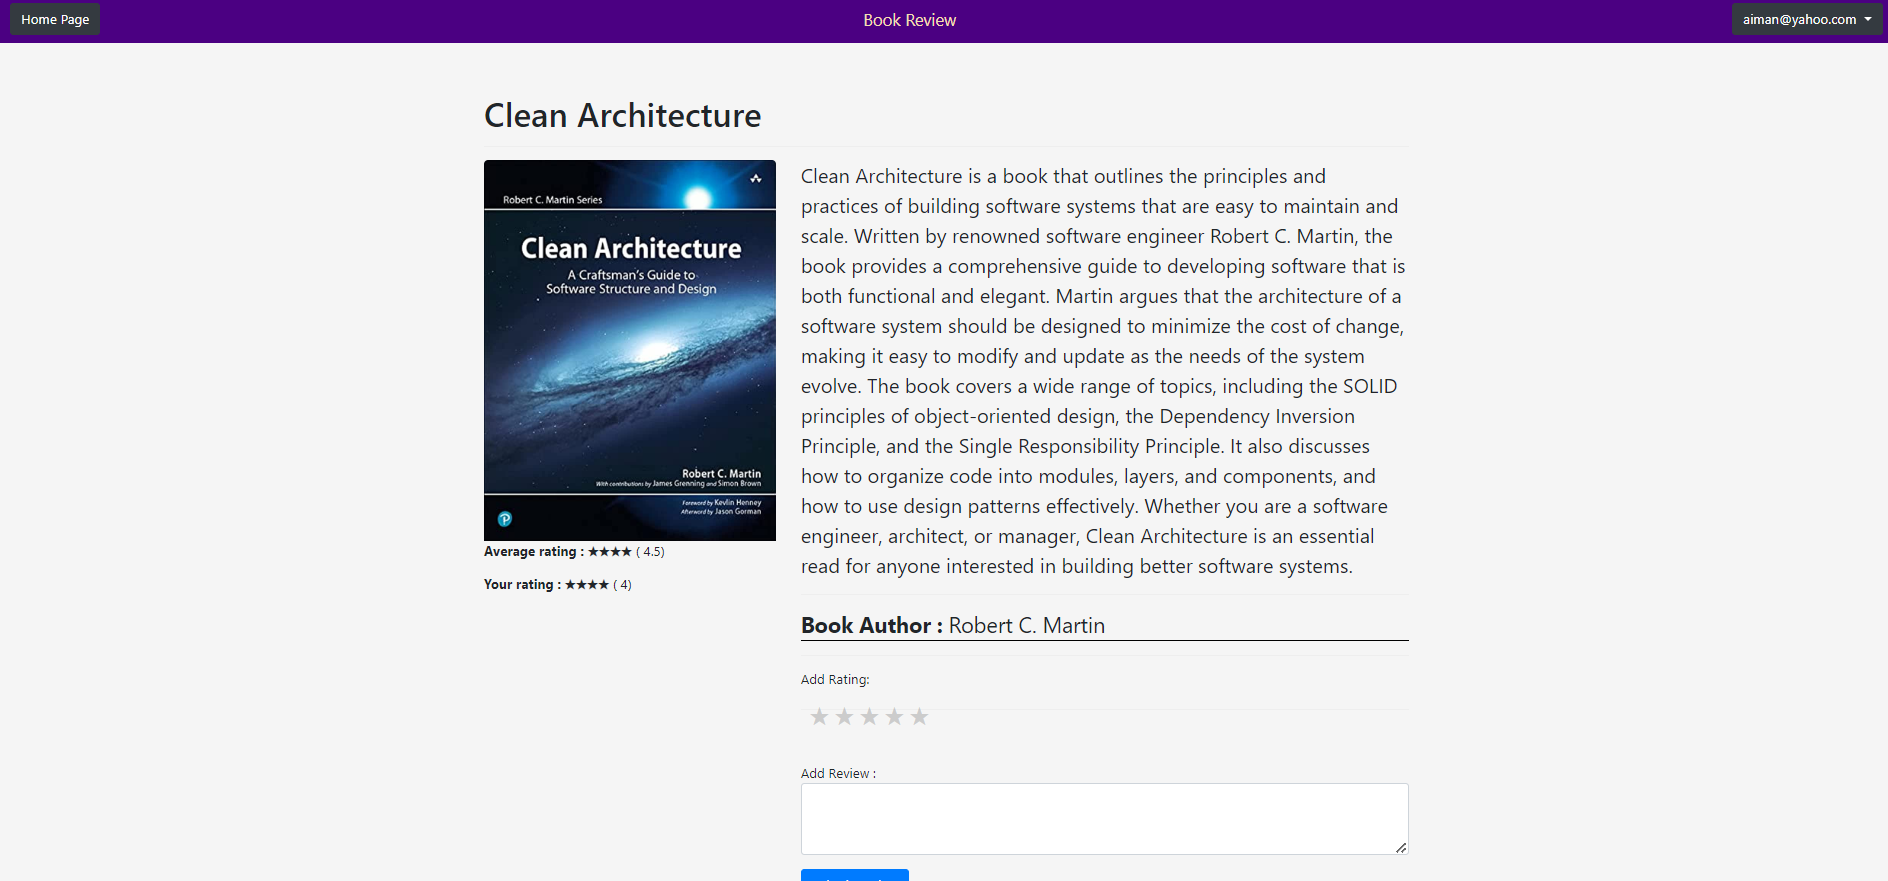 Home Page
Book Review
aiman@yahoo.com
Clean Architecture
Robert C. Martin Series
Clean Architecture
A Craftsman's Guide to
Software Structure and Design
Robert C. Martin
With contributions by James Grenning and Simon Brown
Foreword by Kevlin Henney
Afterword by Jason Gorman
P
Average rating : ★★★★ ( 4.5)
Your rating : ★★★★ ( 4)
Clean Architecture is a book that outlines the principles and
practices of building software systems that are easy to maintain and
scale. Written by renowned software engineer Robert C. Martin, the
book provides a comprehensive guide to developing software that is
both functional and elegant. Martin argues that the architecture of a
software system should be designed to minimize the cost of change,
making it easy to modify and update as the needs of the system
evolve. The book covers a wide range of topics, including the SOLID
principles of object-oriented design, the Dependency Inversion
Principle, and the Single Responsibility Principle. It also discusses
how to organize code into modules, layers, and components, and
how to use design patterns effectively. Whether you are a software
engineer, architect, or manager, Clean Architecture is an essential
read for anyone interested in building better software systems.
Book Author : Robert C. Martin
Add Rating:
★★★★★
Add Review :